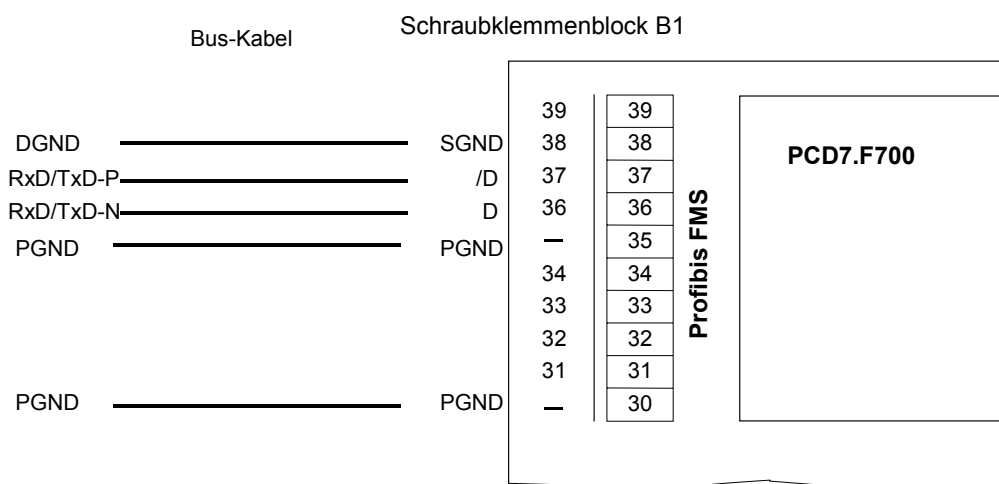 Bus-Kabel
Schraubklemmenblock B1
39 39
DGND SGND 38 38
RxD/TxD-P /D 37 37
RxD/TxD-N D 36 36
PGND PGND – 35
34 34
33 33
32 32
31 31
PGND PGND – 30
Profibis FMS
PCD7.F700